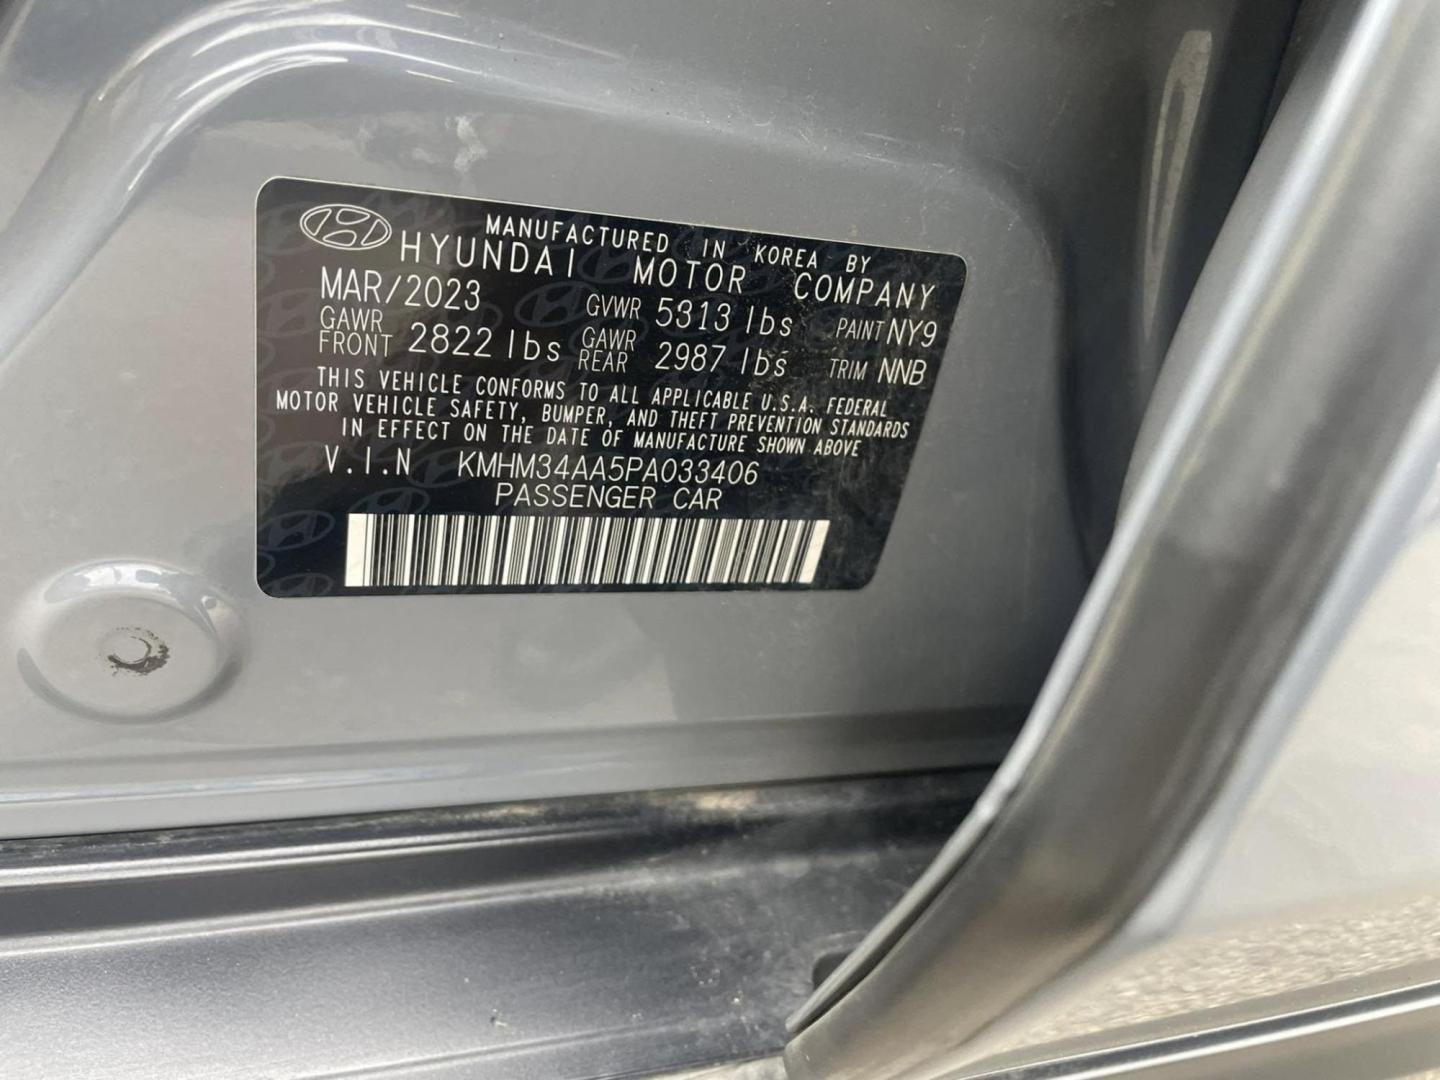 MANUFACTURED IN KOREA BY
HYUNDAI MOTOR COMPANY
MAR/2023 GVWR 5313 lbs PAINT NY9
GAWR FRONT 2822 lbs GAWR REAR 2987 lbs TRIM NNB
THIS VEHICLE CONFORMS TO ALL APPLICABLE U.S.A. FEDERAL
MOTOR VEHICLE SAFETY, BUMPER, AND THEFT PREVENTION STANDARDS
IN EFFECT ON THE DATE OF MANUFACTURE SHOWN ABOVE
V.I.N KMHM34AA5PA033406
PASSENGER CAR